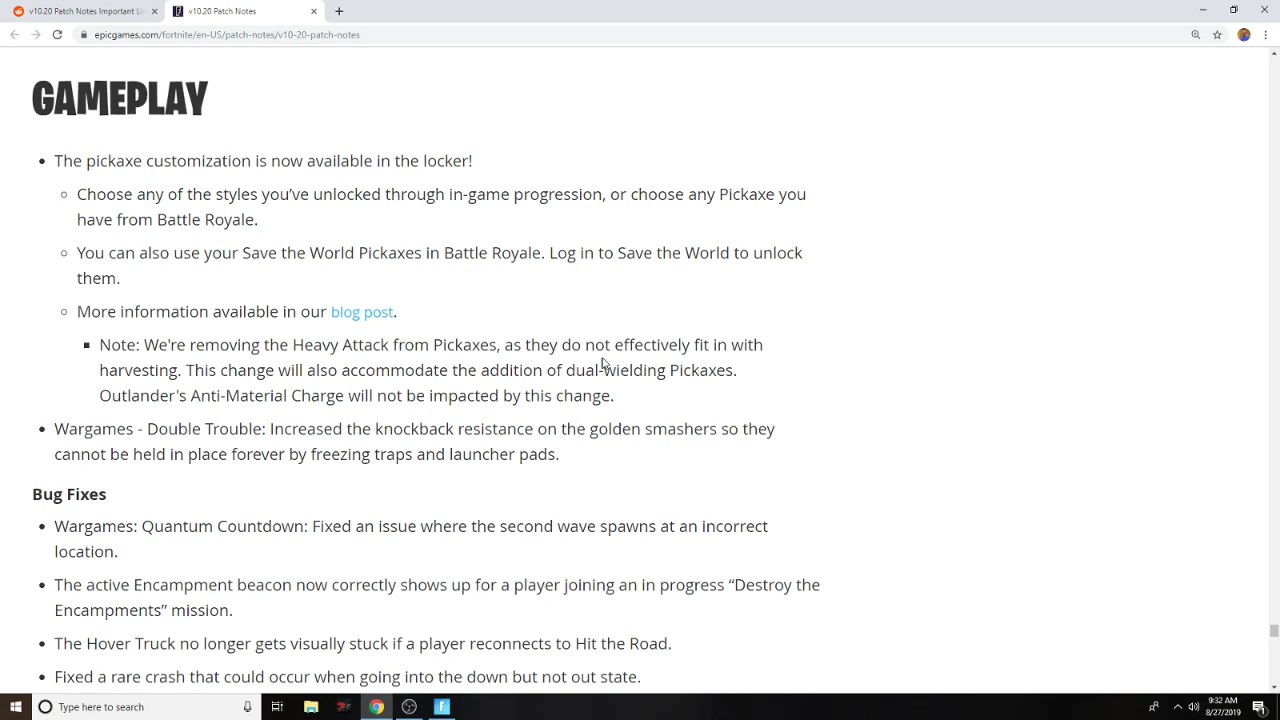 v10.20 Patch Notes Important Li
v10.20 Patch Notes
epicgames.com/fortnite/en-US/patch-notes/v10-20-patch-notes
GAMEPLAY
The pickaxe customization is now available in the locker!
Choose any of the styles you’ve unlocked through in-game progression, or choose any Pickaxe you
have from Battle Royale.
You can also use your Save the World Pickaxes in Battle Royale. Log in to Save the World to unlock
them.
More information available in our blog post.
Note: We're removing the Heavy Attack from Pickaxes, as they do not effectively fit in with
harvesting. This change will also accommodate the addition of dual-wielding Pickaxes.
Outlander's Anti-Material Charge will not be impacted by this change.
Wargames - Double Trouble: Increased the knockback resistance on the golden smashers so they
cannot be held in place forever by freezing traps and launcher pads.
Bug Fixes
Wargames: Quantum Countdown: Fixed an issue where the second wave spawns at an incorrect
location.
The active Encampment beacon now correctly shows up for a player joining an in progress “Destroy the
Encampments” mission.
The Hover Truck no longer gets visually stuck if a player reconnects to Hit the Road.
Fixed a rare crash that could occur when going into the down but not out state.
Type here to search
9:32 AM
8/27/2019